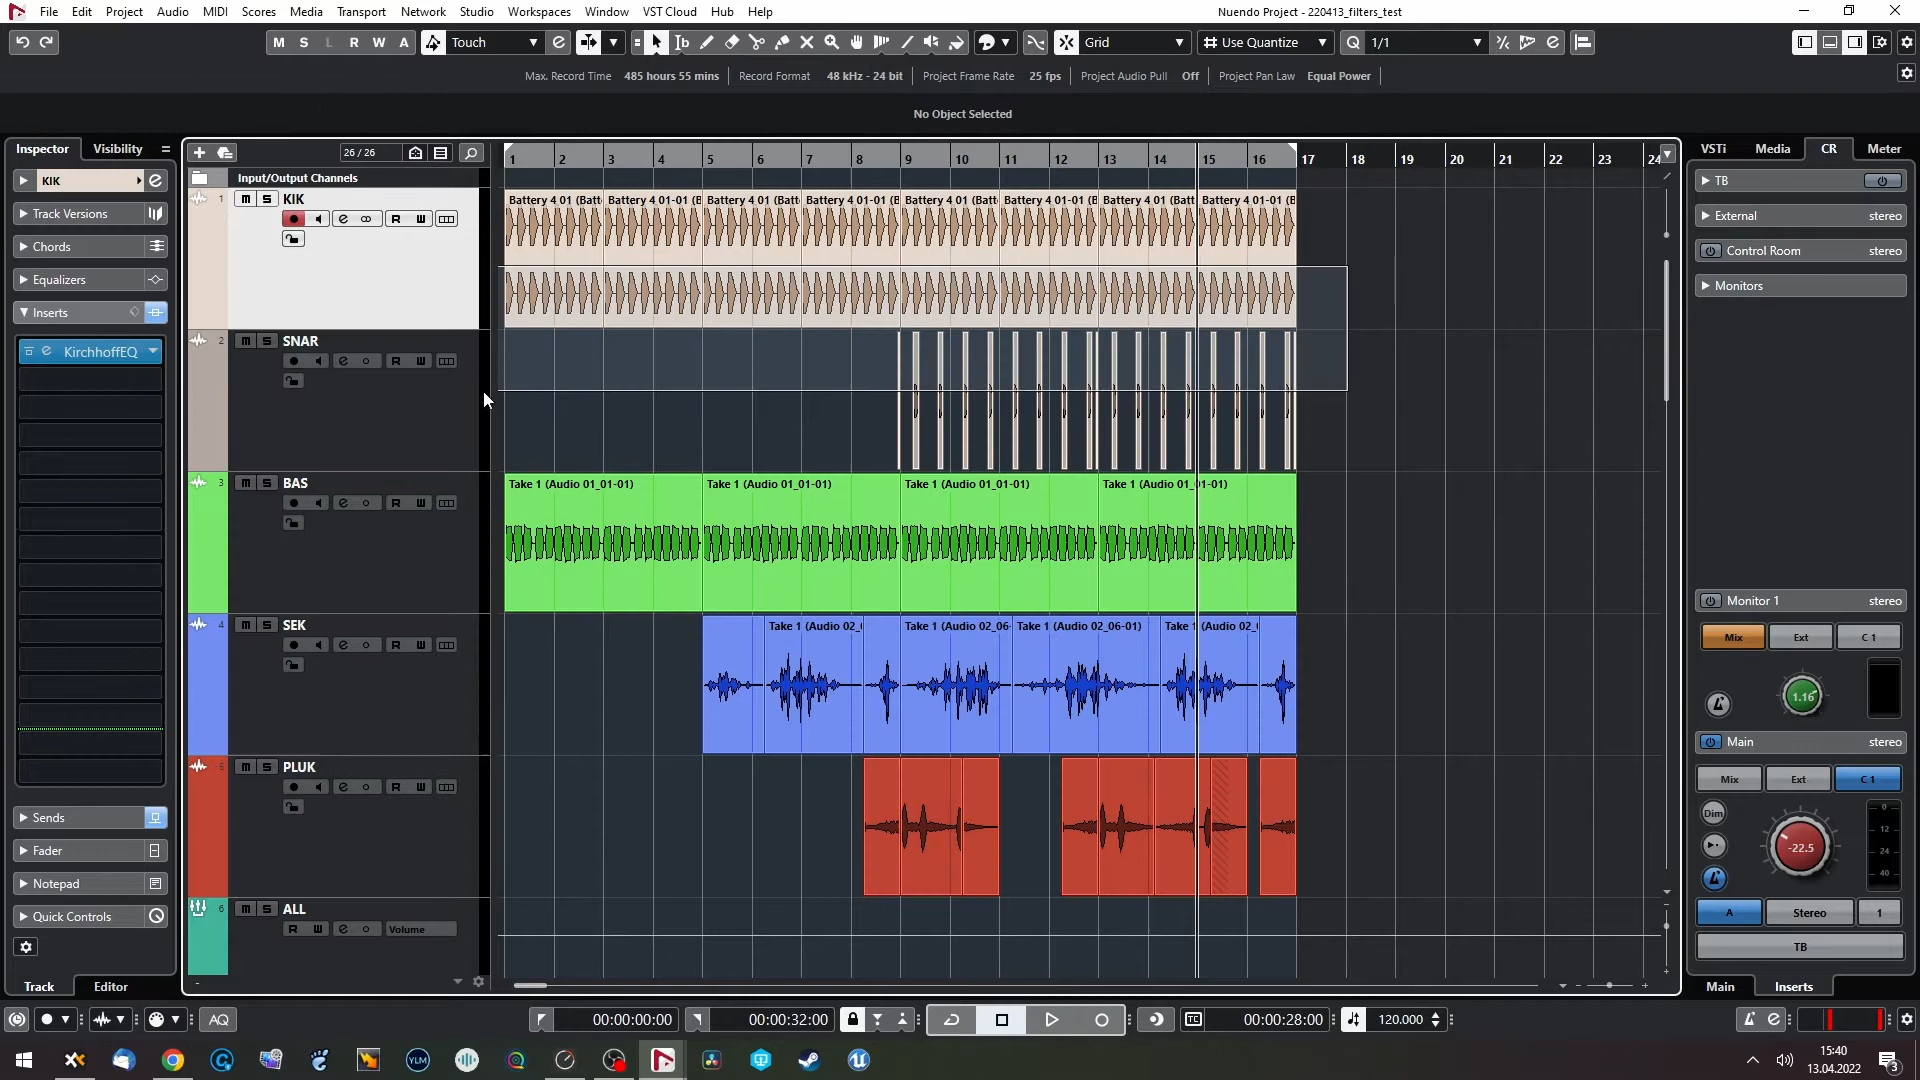 File Edit Project Audio MIDI Scores Media Transport Network Studio Workspaces Window VST Cloud Hub Help
Nuendo Project - 220413_filters_test
M S L R W A Touch Grid Use Quantize Q 1/1
Max. Record Time 485 hours 55 mins Record Format 48 kHz - 24 bit Project Frame Rate 25 fps Project Audio Pull Off Project Pan Law Equal Power
No Object Selected
Inspector Visibility
26 / 26
1 2 3 4 5 6 7 8 9 10 11 12 13 14 15 16 17 18 19 20 21 22 23 24
VSTi Media CR Meter
KIK
Track Versions
Chords
Equalizers
Inserts
KirchhoffEQ
Sends
Fader
Notepad
Quick Controls
Track Editor
Input/Output Channels
1 m S KIK
R W
Battery 4 01 (Batt Battery 4 01-01 (B Battery 4 01 (Batt Battery 4 01-01 (B Battery 4 01 (Batt Battery 4 01-01 (B Battery 4 01 (Batt Battery 4 01-01 (B
2 m S SNAR
R W
3 m S BAS
R W
Take 1 (Audio 01_01-01) Take 1 (Audio 01_01-01) Take 1 (Audio 01_01-01) Take 1 (Audio 01_01-01)
4 m S SEK
R W
Take 1 (Audio 02_ Take 1 (Audio 02_06- Take 1 (Audio 02_06-01) Take 1 (Audio 02_
5 m S PLUK
R W
6 m S ALL
R W Volume
TB
External stereo
Control Room stereo
Monitors
Monitor 1 stereo
Mix Ext C 1
1.16
Main stereo
Mix Ext C 1
Dim
-22.5
0
12
24
40
A Stereo 1
TB
Main Inserts
AQ 00:00:00:00 00:00:32:00 TC 00:00:28:00 120.000
YLM
15:40
13.04.2022
3